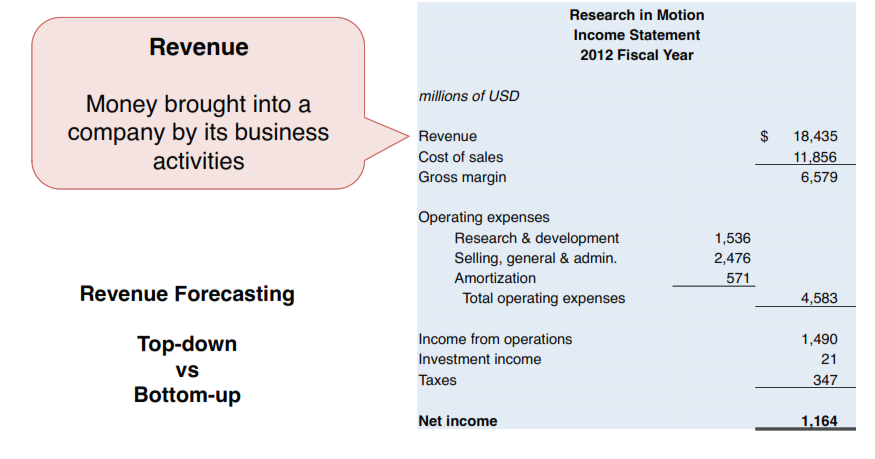 Revenue
Money brought into a
company by its business
activities
Revenue Forecasting
Top-down
vs
Bottom-up
Research in Motion
Income Statement
2012 Fiscal Year
millions of USD
Revenue $ 18,435
Cost of sales 11,856
Gross margin 6,579
Operating expenses
Research & development 1,536
Selling, general & admin. 2,476
Amortization 571
Total operating expenses 4,583
Income from operations 1,490
Investment income 21
Taxes 347
Net income 1,164